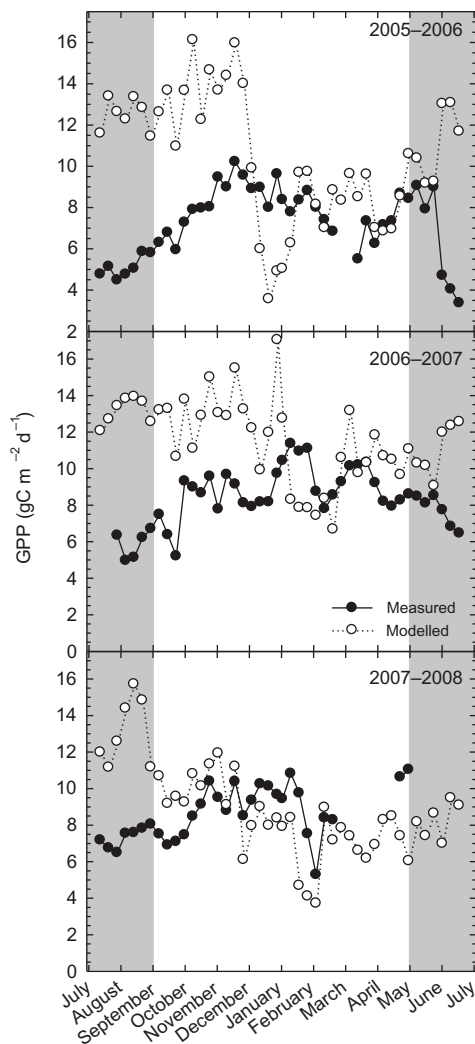 2005–2006
16
14
12
10
8
6
4
2
2006–2007
16
14
12
10
8
6
4
2
0
GPP (gC m⁻² d⁻¹)
Measured
Modelled
2007–2008
16
14
12
10
8
6
4
2
0
July
August
September
October
November
December
January
February
March
April
May
June
July